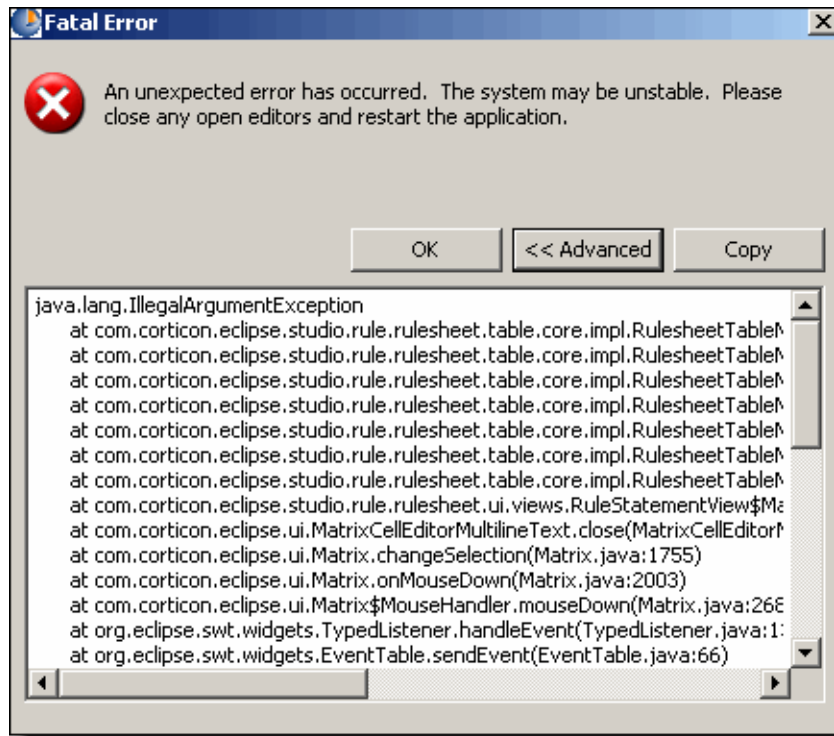 Fatal Error
An unexpected error has occurred. The system may be unstable. Please
close any open editors and restart the application.
OK
<< Advanced
Copy
java.lang.IllegalArgumentException
at com.corticon.eclipse.studio.rule.rulesheet.table.core.impl.RulesheetTable
at com.corticon.eclipse.studio.rule.rulesheet.table.core.impl.RulesheetTable
at com.corticon.eclipse.studio.rule.rulesheet.table.core.impl.RulesheetTable
at com.corticon.eclipse.studio.rule.rulesheet.table.core.impl.RulesheetTable
at com.corticon.eclipse.studio.rule.rulesheet.table.core.impl.RulesheetTable
at com.corticon.eclipse.studio.rule.rulesheet.table.core.impl.RulesheetTable
at com.corticon.eclipse.studio.rule.rulesheet.table.core.impl.RulesheetTable
at com.corticon.eclipse.studio.rule.rulesheet.ui.views.RuleStatementView$Ma
at com.corticon.eclipse.ui.MatrixCellEditorMultilineText.close(MatrixCellEditor
at com.corticon.eclipse.ui.Matrix.changeSelection(Matrix.java:1755)
at com.corticon.eclipse.ui.Matrix.onMouseDown(Matrix.java:2003)
at com.corticon.eclipse.ui.Matrix$MouseHandler.mouseDown(Matrix.java:268
at org.eclipse.swt.widgets.TypedListener.handleEvent(TypedListener.java:1
at org.eclipse.swt.widgets.EventTable.sendEvent(EventTable.java:66)